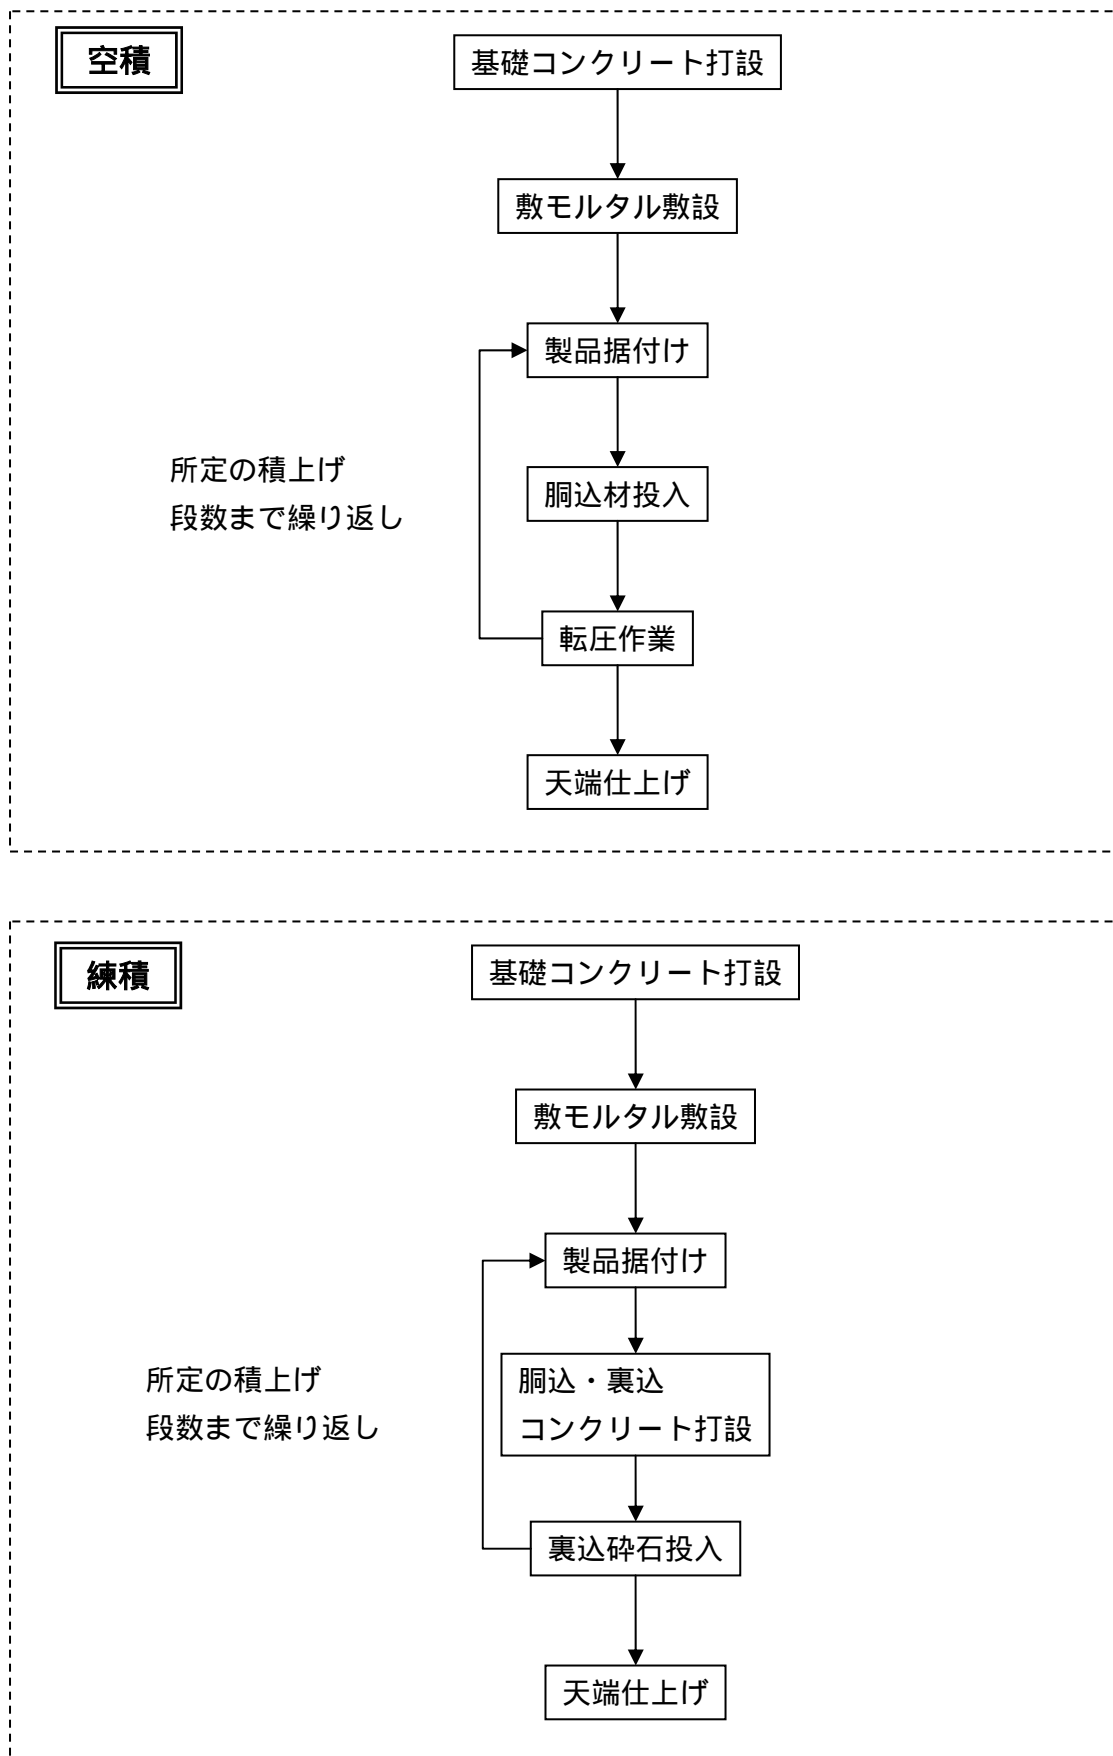 空積
基礎コンクリート打設
敷モルタル敷設
製品据付け
所定の積上げ
段数まで繰り返し
胴込材投入
転圧作業
天端仕上げ
練積
基礎コンクリート打設
敷モルタル敷設
製品据付け
所定の積上げ
段数まで繰り返し
胴込・裏込
コンクリート打設
裏込砕石投入
天端仕上げ